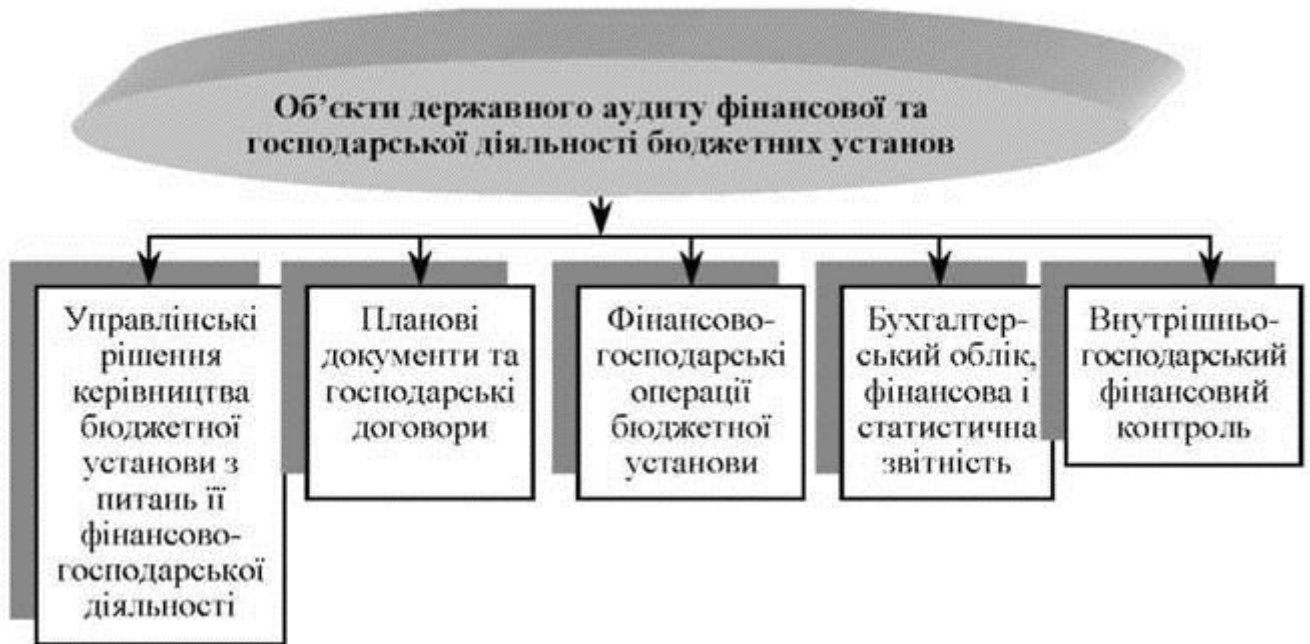 Об’єкти державного аудиту фінансової та
господарської діяльності бюджетних установ
Управлінські
рішення
керівництва
бюджетної
установи з
питань її
фінансово-
господарської
діяльності
Планові
документи та
господарські
договори
Фінансово-
господарські
операції
бюджетної
установи
Бухгалтер-
ський облік,
фінансова і
статистична
звітність
Внутрішньо-
господарський
фінансовий
контроль